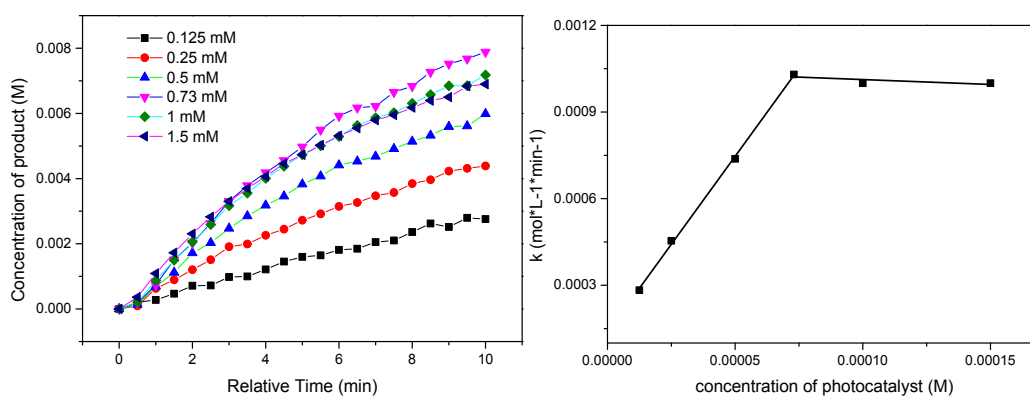 0.008
0.006
0.004
0.002
0.000
Concentration of product (M)
0.125 mM
0.25 mM
0.5 mM
0.73 mM
1 mM
1.5 mM
0 2 4 6 8 10
Relative Time (min)
0.0012
0.0009
0.0006
0.0003
k (mol*L-1*min-1)
0.00000 0.00005 0.00010 0.00015
concentration of photocatalyst (M)